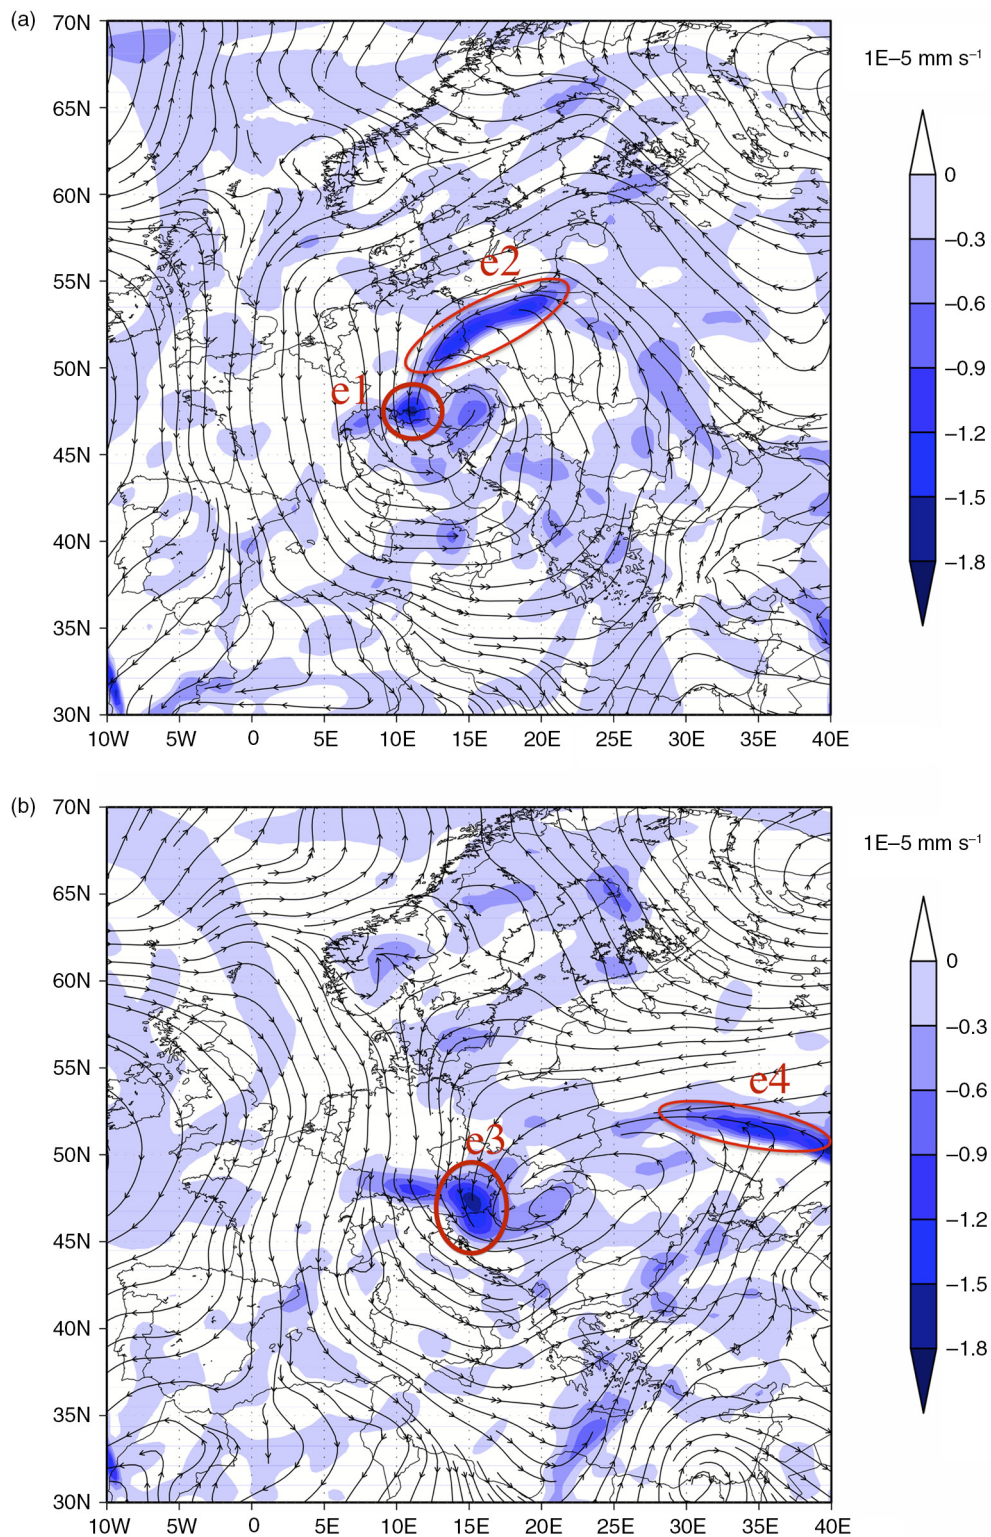 (a)
70N
65N
60N
55N
50N
45N
40N
35N
30N
10W 5W 0 5E 10E 15E 20E 25E 30E 35E 40E
e2
e1
1E–5 mm s⁻¹
0
–0.3
–0.6
–0.9
–1.2
–1.5
–1.8
(b)
70N
65N
60N
55N
50N
45N
40N
35N
30N
10W 5W 0 5E 10E 15E 20E 25E 30E 35E 40E
e4
e3
1E–5 mm s⁻¹
0
–0.3
–0.6
–0.9
–1.2
–1.5
–1.8